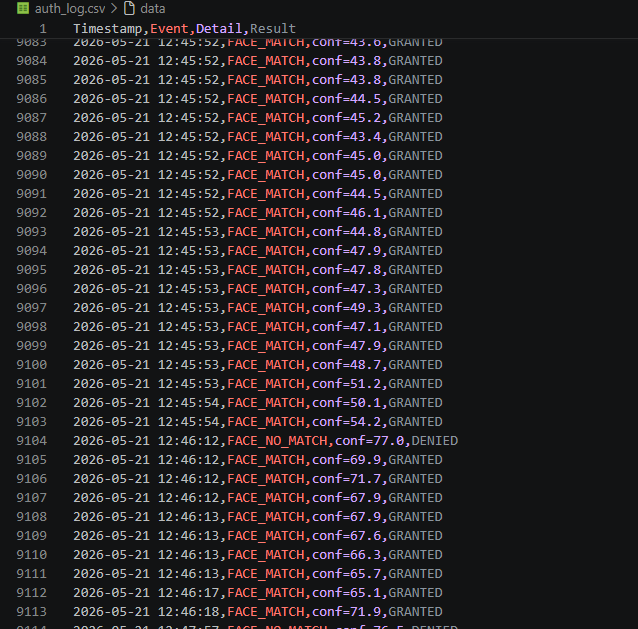 auth_log.csv > data
1 Timestamp,Event,Detail,Result
9083 2026-05-21 12:45:52,FACE_MATCH,conf=43.6,GRANTED
9084 2026-05-21 12:45:52,FACE_MATCH,conf=43.8,GRANTED
9085 2026-05-21 12:45:52,FACE_MATCH,conf=43.8,GRANTED
9086 2026-05-21 12:45:52,FACE_MATCH,conf=44.5,GRANTED
9087 2026-05-21 12:45:52,FACE_MATCH,conf=45.2,GRANTED
9088 2026-05-21 12:45:52,FACE_MATCH,conf=43.4,GRANTED
9089 2026-05-21 12:45:52,FACE_MATCH,conf=45.0,GRANTED
9090 2026-05-21 12:45:52,FACE_MATCH,conf=45.0,GRANTED
9091 2026-05-21 12:45:52,FACE_MATCH,conf=44.5,GRANTED
9092 2026-05-21 12:45:52,FACE_MATCH,conf=46.1,GRANTED
9093 2026-05-21 12:45:53,FACE_MATCH,conf=44.8,GRANTED
9094 2026-05-21 12:45:53,FACE_MATCH,conf=47.9,GRANTED
9095 2026-05-21 12:45:53,FACE_MATCH,conf=47.8,GRANTED
9096 2026-05-21 12:45:53,FACE_MATCH,conf=47.3,GRANTED
9097 2026-05-21 12:45:53,FACE_MATCH,conf=49.3,GRANTED
9098 2026-05-21 12:45:53,FACE_MATCH,conf=47.1,GRANTED
9099 2026-05-21 12:45:53,FACE_MATCH,conf=47.9,GRANTED
9100 2026-05-21 12:45:53,FACE_MATCH,conf=48.7,GRANTED
9101 2026-05-21 12:45:53,FACE_MATCH,conf=51.2,GRANTED
9102 2026-05-21 12:45:54,FACE_MATCH,conf=50.1,GRANTED
9103 2026-05-21 12:45:54,FACE_MATCH,conf=54.2,GRANTED
9104 2026-05-21 12:46:12,FACE_NO_MATCH,conf=77.0,DENIED
9105 2026-05-21 12:46:12,FACE_MATCH,conf=69.9,GRANTED
9106 2026-05-21 12:46:12,FACE_MATCH,conf=71.7,GRANTED
9107 2026-05-21 12:46:12,FACE_MATCH,conf=67.9,GRANTED
9108 2026-05-21 12:46:13,FACE_MATCH,conf=67.9,GRANTED
9109 2026-05-21 12:46:13,FACE_MATCH,conf=67.6,GRANTED
9110 2026-05-21 12:46:13,FACE_MATCH,conf=66.3,GRANTED
9111 2026-05-21 12:46:13,FACE_MATCH,conf=65.7,GRANTED
9112 2026-05-21 12:46:17,FACE_MATCH,conf=65.1,GRANTED
9113 2026-05-21 12:46:18,FACE_MATCH,conf=71.9,GRANTED
9114 2026-05-21 12:47:57,FACE_NO_MATCH,conf=76.5,DENIED